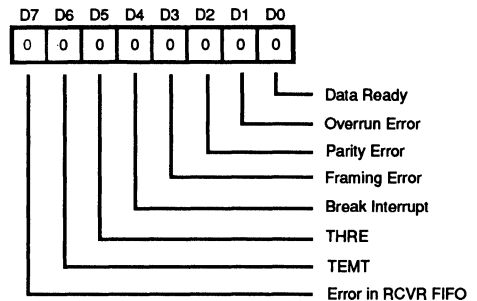 D7 D6 D5 D4 D3 D2 D1 D0
0 0 0 0 0 0 0 0
Data Ready
Overrun Error
Parity Error
Framing Error
Break Interrupt
THRE
TEMT
Error in RCVR FIFO